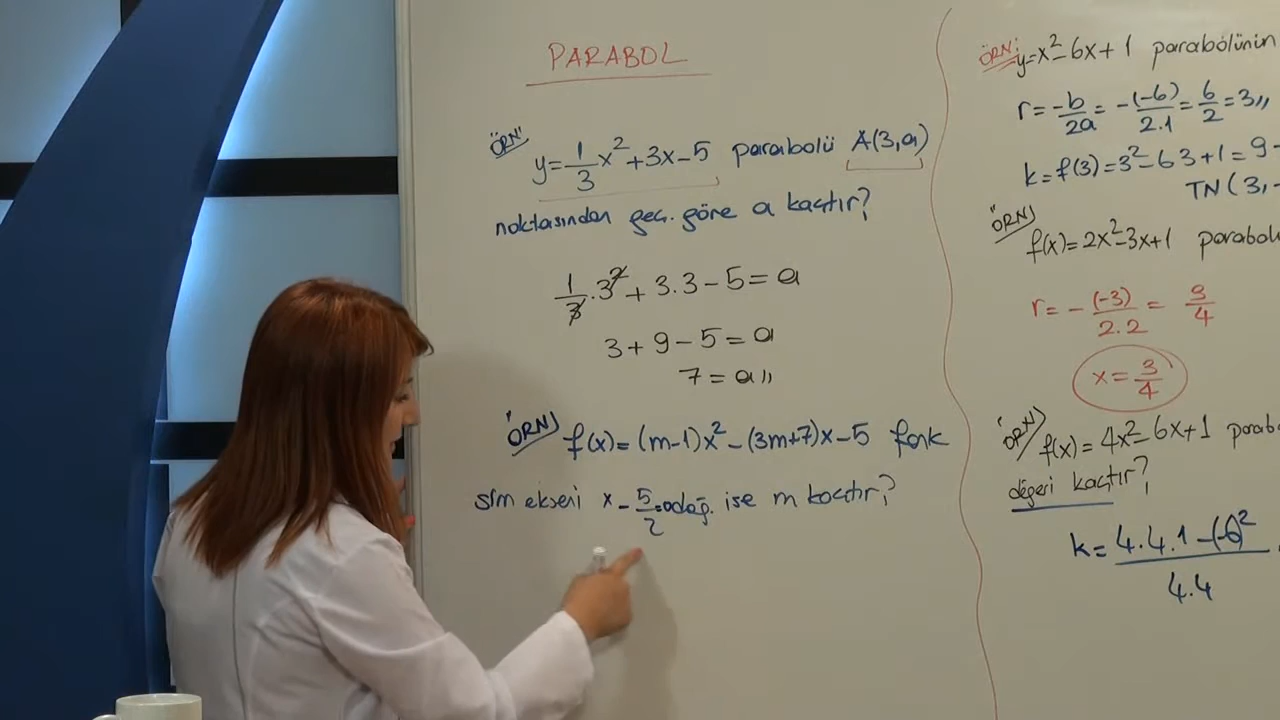 PARABOL
ÖRN) y=1/3x²+3x-5 parabolü A(3,a)
noktasından geç. göre a kaçtır?
1/3.3²+3.3-5=a
3+9-5=a
7=a,,
ÖRN) f(x)=(m-1)x²-(3m+7)x-5 fonk
sim ekseni x-5/2=0 doğ. ise m kaçtır?
ÖRN: y=x²-6x+1 parabolünün
r=-b/2a=-(-6)/2.1=6/2=3,,
k=f(3)=3²-6 3+1=9-
TN(3,-
ÖRN) f(x)=2x²-3x+1 parabol
r=-(-3)/2.2=3/4
x=3/4
ÖRN) f(x)=4x²-6x+1 parab
değeri kaçtır?
k=4.4.1-(-6)²/4.4